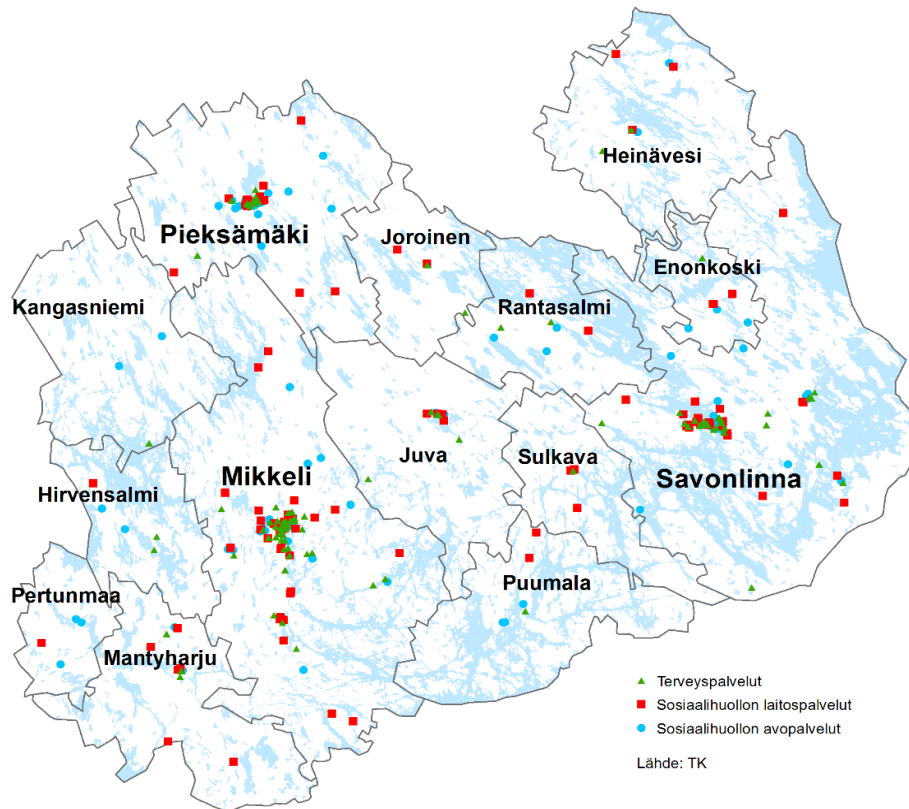 Heinävesi
Pieksämäki
Joroinen
Enonkoski
Kangasniemi
Rantasalmi
Juva
Sulkava
Mikkeli
Savonlinna
Hirvensalmi
Puumala
Pertunmaa
Mantyharju
Terveyspalvelut
Sosiaalihuollon laitospalvelut
Sosiaalihuollon avopalvelut
Lähde: TK